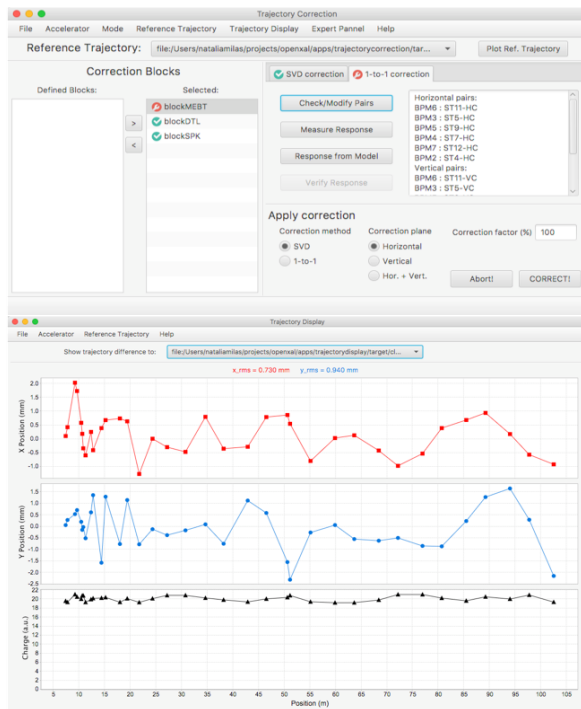 Trajectory Correction
File Accelerator Mode Reference Trajectory Trajectory Display Expert Pannel Help
Reference Trajectory: file:/Users/nataliamilas/projects/openxal/apps/trajectorycorrection/tar... Plot Ref. Trajectory
Correction Blocks
Defined Blocks: Selected:
blockMEBT
blockDTL
blockSPK
>
<
SVD correction 1-to-1 correction
Check/Modify Pairs
Measure Response
Response from Model
Verify Response
Horizontal pairs:
BPM6 : ST11-HC
BPM3 : ST5-HC
BPM5 : ST9-HC
BPM4 : ST7-HC
BPM7 : ST12-HC
BPM2 : ST4-HC
Vertical pairs:
BPM6 : ST11-VC
BPM3 : ST5-VC
Apply correction
Correction method Correction plane Correction factor (%) 100
SVD Horizontal
1-to-1 Vertical
Hor. + Vert. Abort! CORRECT!
Trajectory Display
File Accelerator Reference Trajectory Help
Show trajectory difference to: file:/Users/nataliamilas/projects/openxal/apps/trajectorydisplay/target/cl...
x_rms = 0.730 mm y_rms = 0.940 mm
X Position (mm)
2.0
1.5
1.0
0.5
0.0
-0.5
-1.0
Y Position (mm)
1.5
1.0
0.5
0.0
-0.5
-1.0
-1.5
-2.0
-2.5
Charge (a.u.)
22
20
18
16
14
12
10
8
6
4
2
0
5 10 15 20 25 30 35 40 45 50 55 60 65 70 75 80 85 90 95 100 105
Position (m)